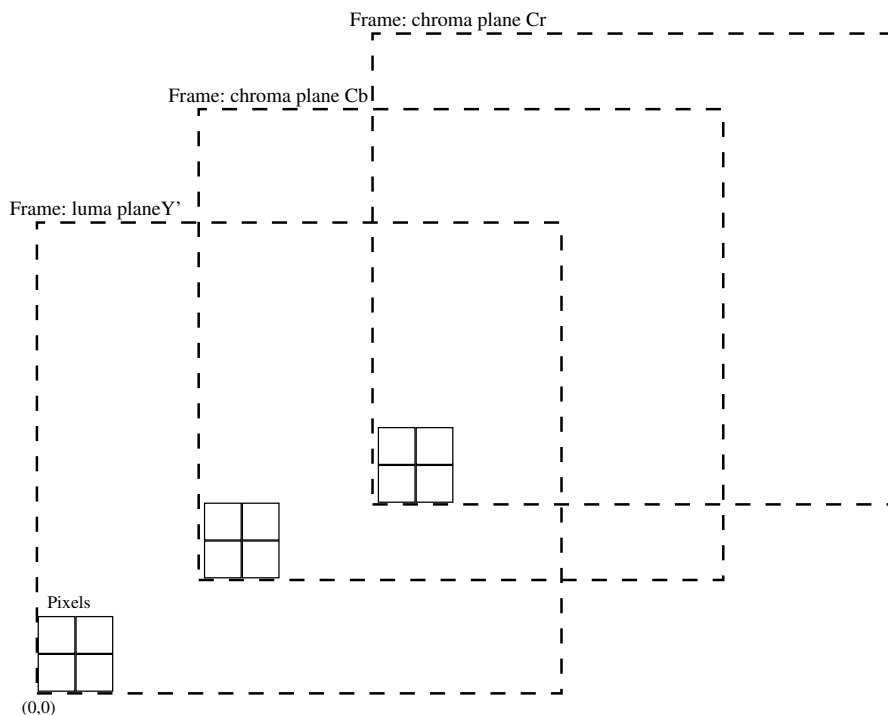 Frame: chroma plane Cr
Frame: chroma plane Cb
Frame: luma planeY’
Pixels
(0,0)